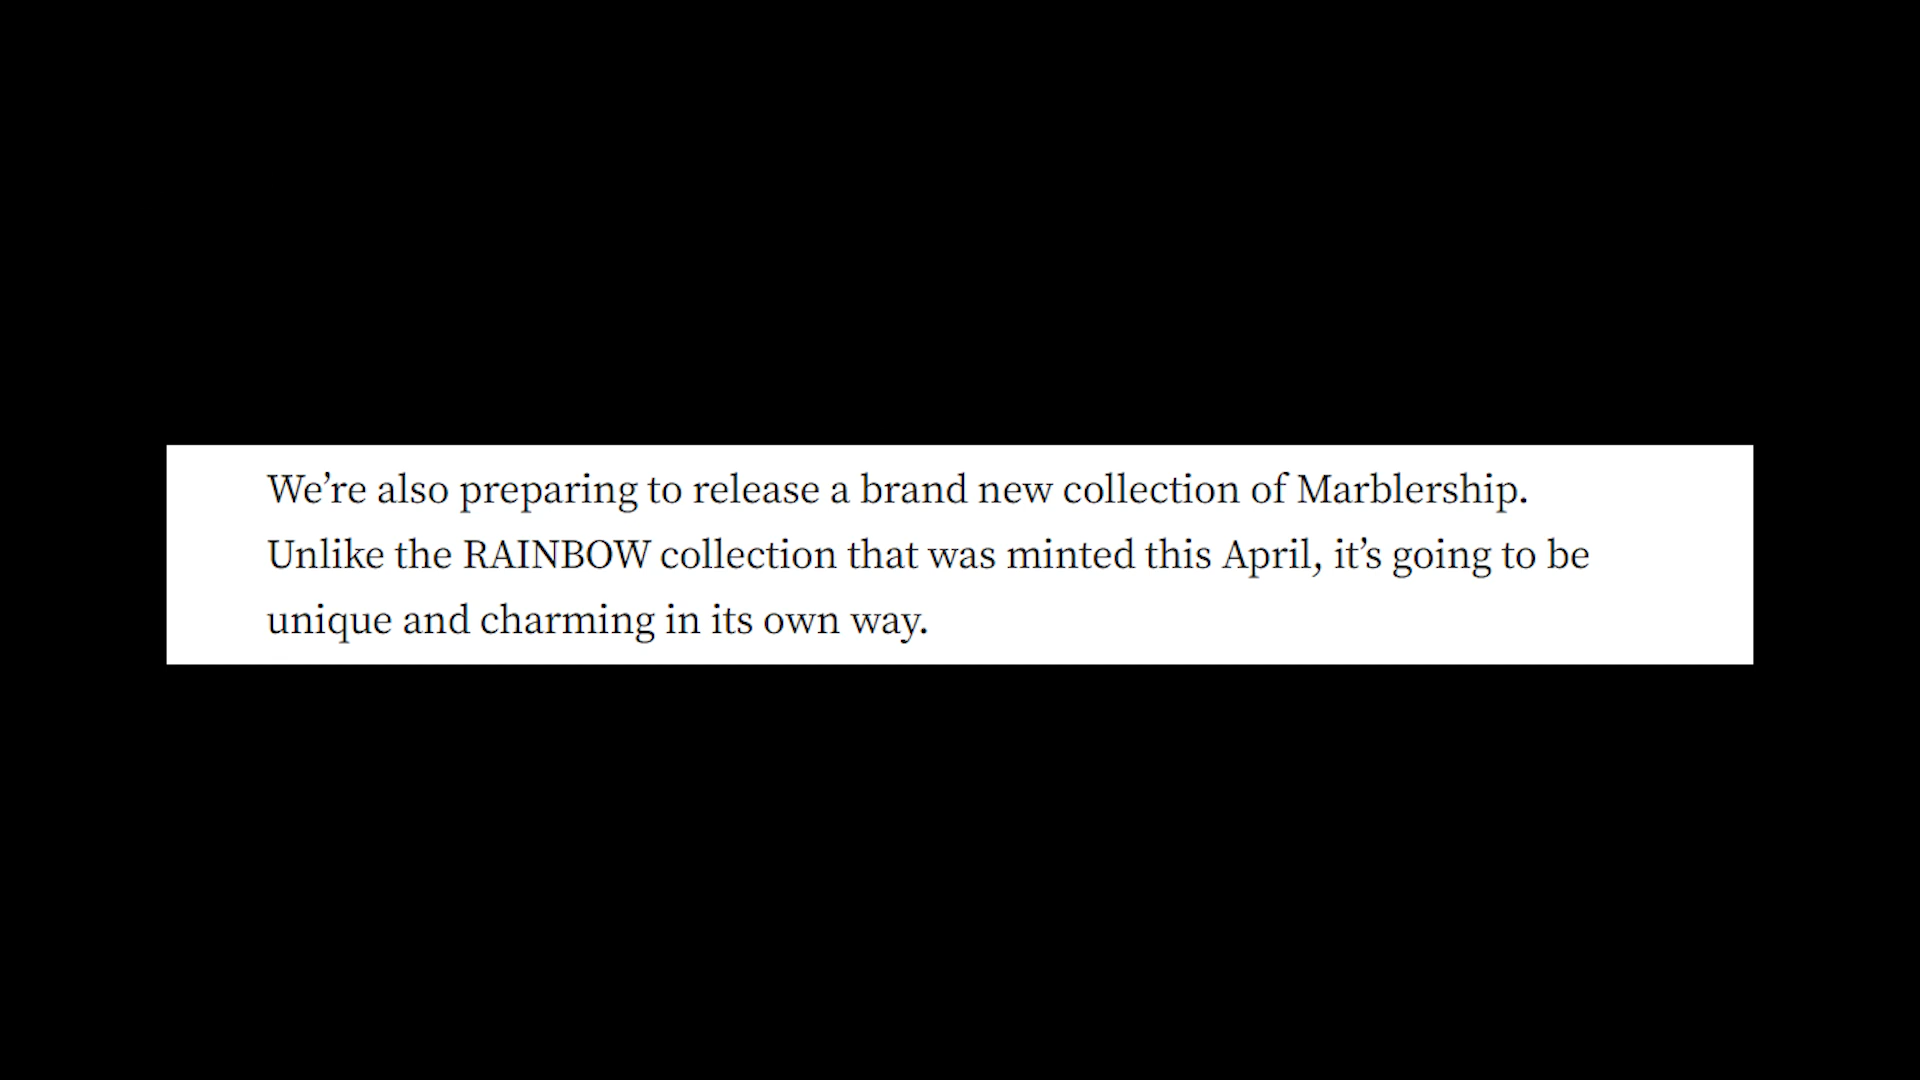 We’re also preparing to release a brand new collection of Marblership.
Unlike the RAINBOW collection that was minted this April, it’s going to be
unique and charming in its own way.